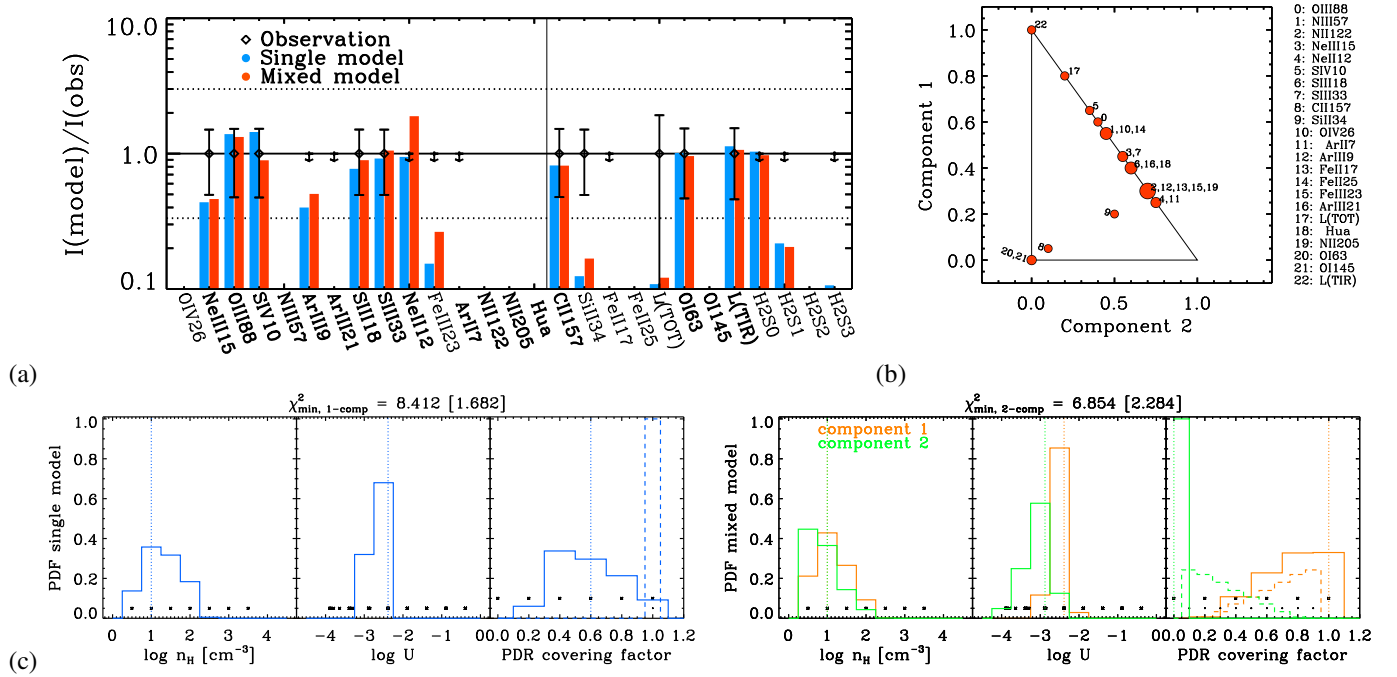 10.0
1.0
0.1
I(model)/I(obs)
Observation
Single model
Mixed model
OIV26
NeIII15
OIII88
SIV10
NIII57
ArIII9
ArIII21
SIII18
SIII33
NeII12
FeIII23
ArII7
NII122
NII205
Hua
CII157
SiII34
FeII17
FeII25
L(TOT)
OI63
OI145
L(TIR)
H2S0
H2S1
H2S2
H2S3
(a)
1.0
0.8
0.6
0.4
0.2
0.0
Component 1
22
17
5
0
1,10,14
3,7
6,16,18
2,12,13,15,19
4,11
9
8
20,21
0.0 0.5 1.0
Component 2
0: OIII88
1: NIII57
2: NII122
3: NeIII15
4: NeII12
5: SIV10
6: SIII18
7: SIII33
8: CII157
9: SiII34
10: OIV26
11: ArII7
12: ArIII9
13: FeII17
14: FeII25
15: FeIII23
16: ArIII21
17: L(TOT)
18: Hua
19: NII205
20: OI63
21: OI145
22: L(TIR)
(b)
χ²min, 1-comp = 8.412 [1.682]
1.0
0.8
0.6
0.4
0.2
0.0
PDF single model
0 1 2 3 4
log nH [cm⁻³]
−4 −3 −2 −1
log U
0.0 0.2 0.4 0.6 0.8 1.0 1.2
PDR covering factor
χ²min, 2-comp = 6.854 [2.284]
component 1
component 2
1.0
0.8
0.6
0.4
0.2
0.0
PDF mixed model
0 1 2 3 4
log nH [cm⁻³]
−4 −3 −2 −1
log U
0.0 0.2 0.4 0.6 0.8 1.0 1.2
PDR covering factor
(c)